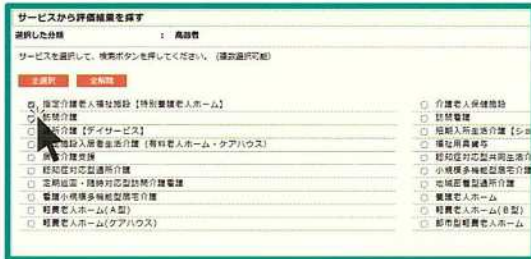 サービスから評価結果を探す
選択した分類 : 高齢者
サービスを選択して、検索ボタンを押してください。（複数選択可能）
全選択 全解除
指定介護老人福祉施設【特別養護老人ホーム】
訪問介護
通所介護【デイサービス】
施設入居者生活介護（有料老人ホーム・ケアハウス）
介護支援
認知症対応型通所介護
定期巡回・随時対応型訪問介護看護
看護小規模多機能型居宅介護
軽費老人ホーム(A型)
軽費老人ホーム(ケアハウス)
介護老人保健施設
訪問看護
短期入所生活介護【ショ
福祉用具貸与
認知症対応型共同生活介
小規模多機能型居宅介護
地域密着型通所介護
養護老人ホーム
軽費老人ホーム(B型)
都市型軽費老人ホーム